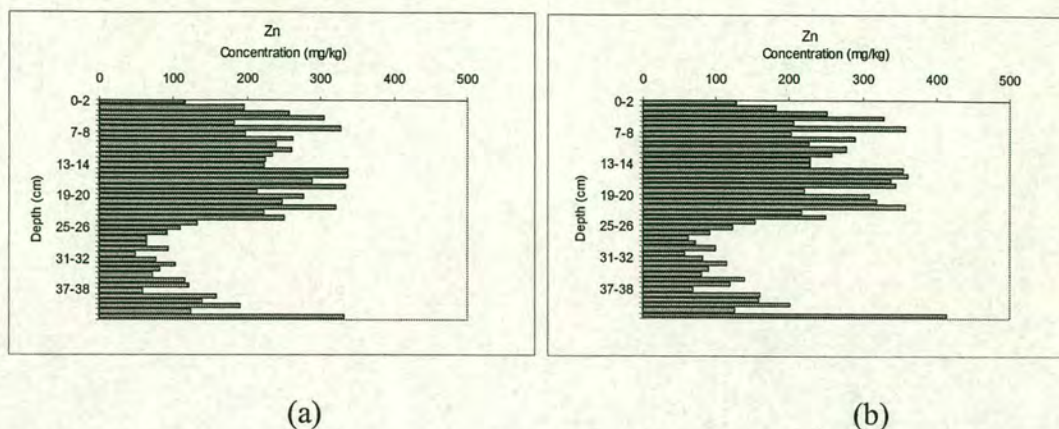 Zn
Concentration (mg/kg)
0 100 200 300 400 500
Depth (cm)
0-2
7-8
13-14
19-20
25-26
31-32
37-38
(a)
Zn
Concentration (mg/kg)
0 100 200 300 400 500
Depth (cm)
0-2
7-8
13-14
19-20
25-26
31-32
37-38
(b)